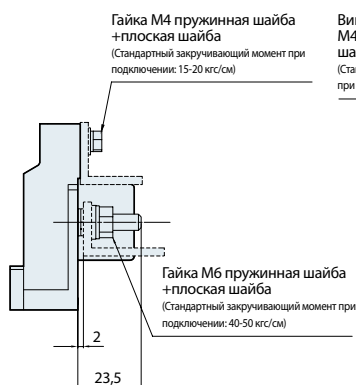 Гайка М4 пружинная шайба
+плоская шайба
(Стандартный закручивающий момент при
подключении: 15-20 кгс/см)
Ви
М4
ша
(Ста
при
Гайка М6 пружинная шайба
+плоская шайба
(Стандартный закручивающий момент при
подключении: 40-50 кгс/см)
2
23,5